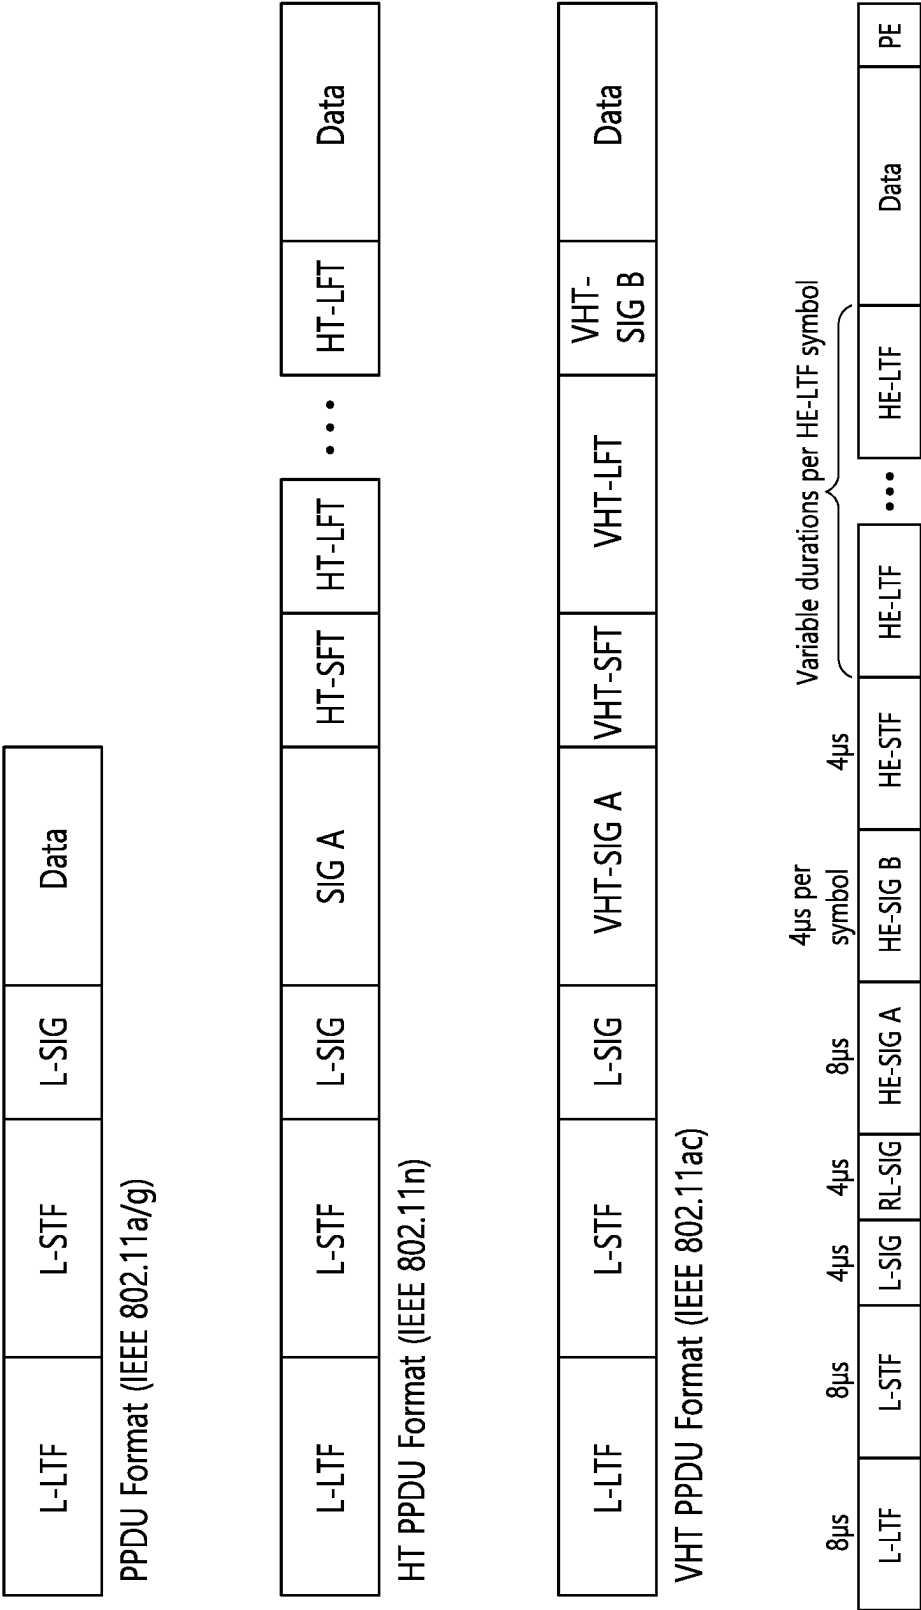 L-LTF
L-STF
L-SIG
Data
PPDU Format (IEEE 802.11a/g)
L-LTF
L-STF
L-SIG
SIG A
HT-SFT
HT-LFT
•••
HT-LFT
Data
HT PPDU Format (IEEE 802.11n)
L-LTF
L-STF
L-SIG
VHT-SIG A
VHT-SFT
VHT-LFT
VHT-
SIG B
Data
VHT PPDU Format (IEEE 802.11ac)
8μs
8μs
4μs
4μs
8μs
4μs per
symbol
4μs
Variable durations per HE-LTF symbol
L-LTF
L-STF
L-SIG
RL-SIG
HE-SIG A
HE-SIG B
HE-STF
HE-LTF
•••
HE-LTF
Data
PE